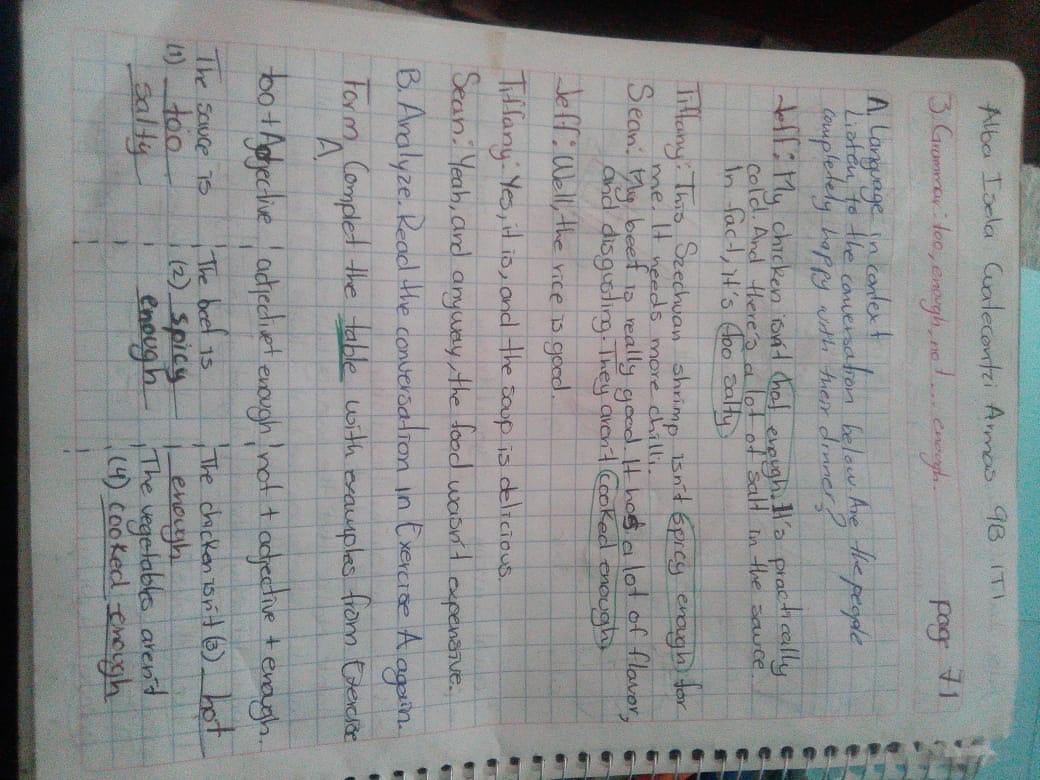 Alba Isela Cuatecontzi Armas 9B ITI
3. Grammar: too, enough, not... enough. page 71
A. Language in context
Listen to the conversation below. Are the people
completely happy with their dinner?
Jeff: My chicken isn't (hot enough. It's practically
cold. And there's a lot of salt in the sauce.
In fact, it's (too salty)
Tiffany: This Szechuan shrimp isn't (spicy enough) for
me. It needs more chilli.
Sean: My beef is really good. It has a lot of flavor,
and disgusting. They aren't (cooked enough)
Jeff: Well, the rice is good.
Tiffany: Yes, it is, and the soup is delicious.
Sean: Yeah, and anyway, the food wasn't expensive.
B. Analyze. Read the conversation in Exercise A again.
Form Complet the table with examples from Exercise
A.
too + Adjective adjective + enough not + adjective + enough.
The sauce is The beef is The chicken isn't (3) hot
(1) too (2) spicy enough
salty enough The vegetables aren't
(4) cooked enough